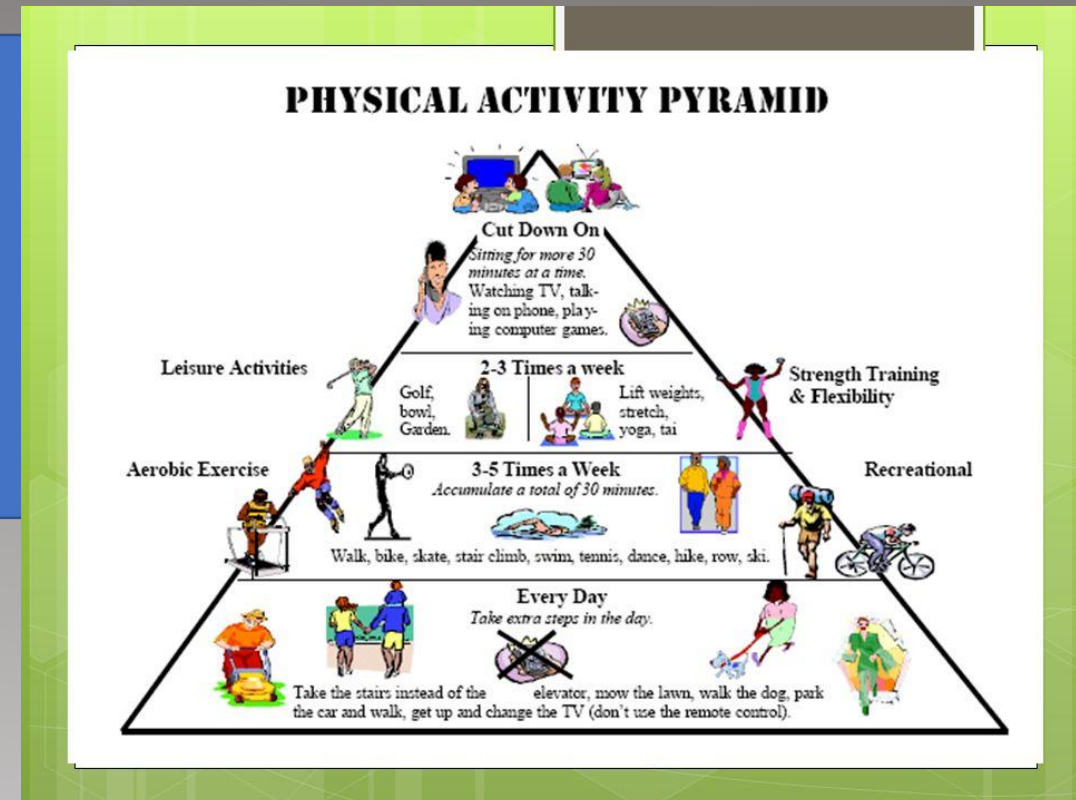 PHYSICAL ACTIVITY PYRAMID
Cut Down On
Sitting for more 30
minutes at a time.
Watching TV, talk-
ing on phone, play-
ing computer games.
Leisure Activities
2-3 Times a week
Strength Training
& Flexibility
Golf,
bowl,
Garden.
Lift weights,
stretch,
yoga, tai
Aerobic Exercise
3-5 Times a Week
Recreational
Accumulate a total of 30 minutes.
Walk, bike, skate, stair climb, swim, tennis, dance, hike, row, ski.
Every Day
Take extra steps in the day.
Take the stairs instead of the elevator, mow the lawn, walk the dog, park
the car and walk, get up and change the TV (don't use the remote control).